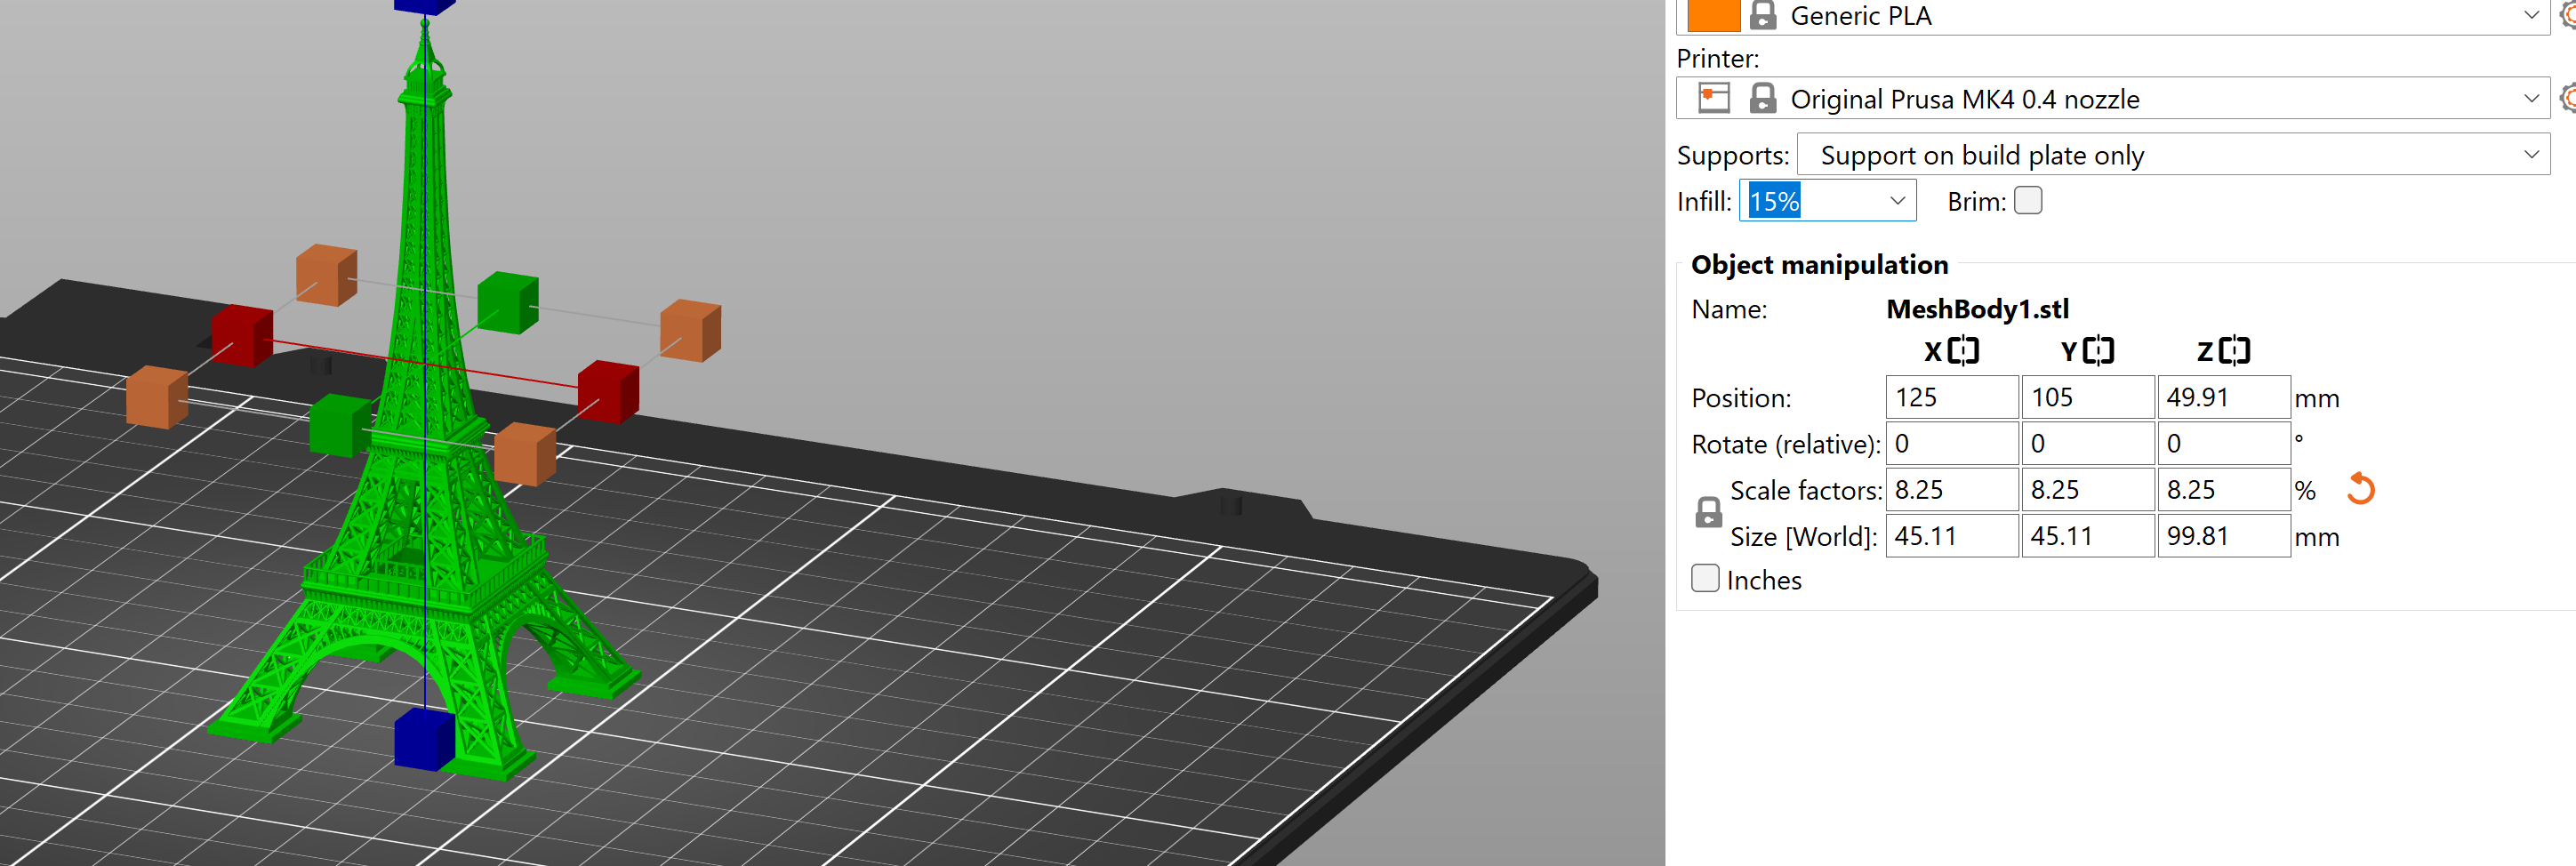 Generic PLA
Printer:
Original Prusa MK4 0.4 nozzle
Supports: Support on build plate only
Infill: 15% Brim:
Object manipulation
Name: MeshBody1.stl
X Y Z
Position: 125 105 49.91 mm
Rotate (relative): 0 0 0 °
Scale factors: 8.25 8.25 8.25 %
Size [World]: 45.11 45.11 99.81 mm
Inches